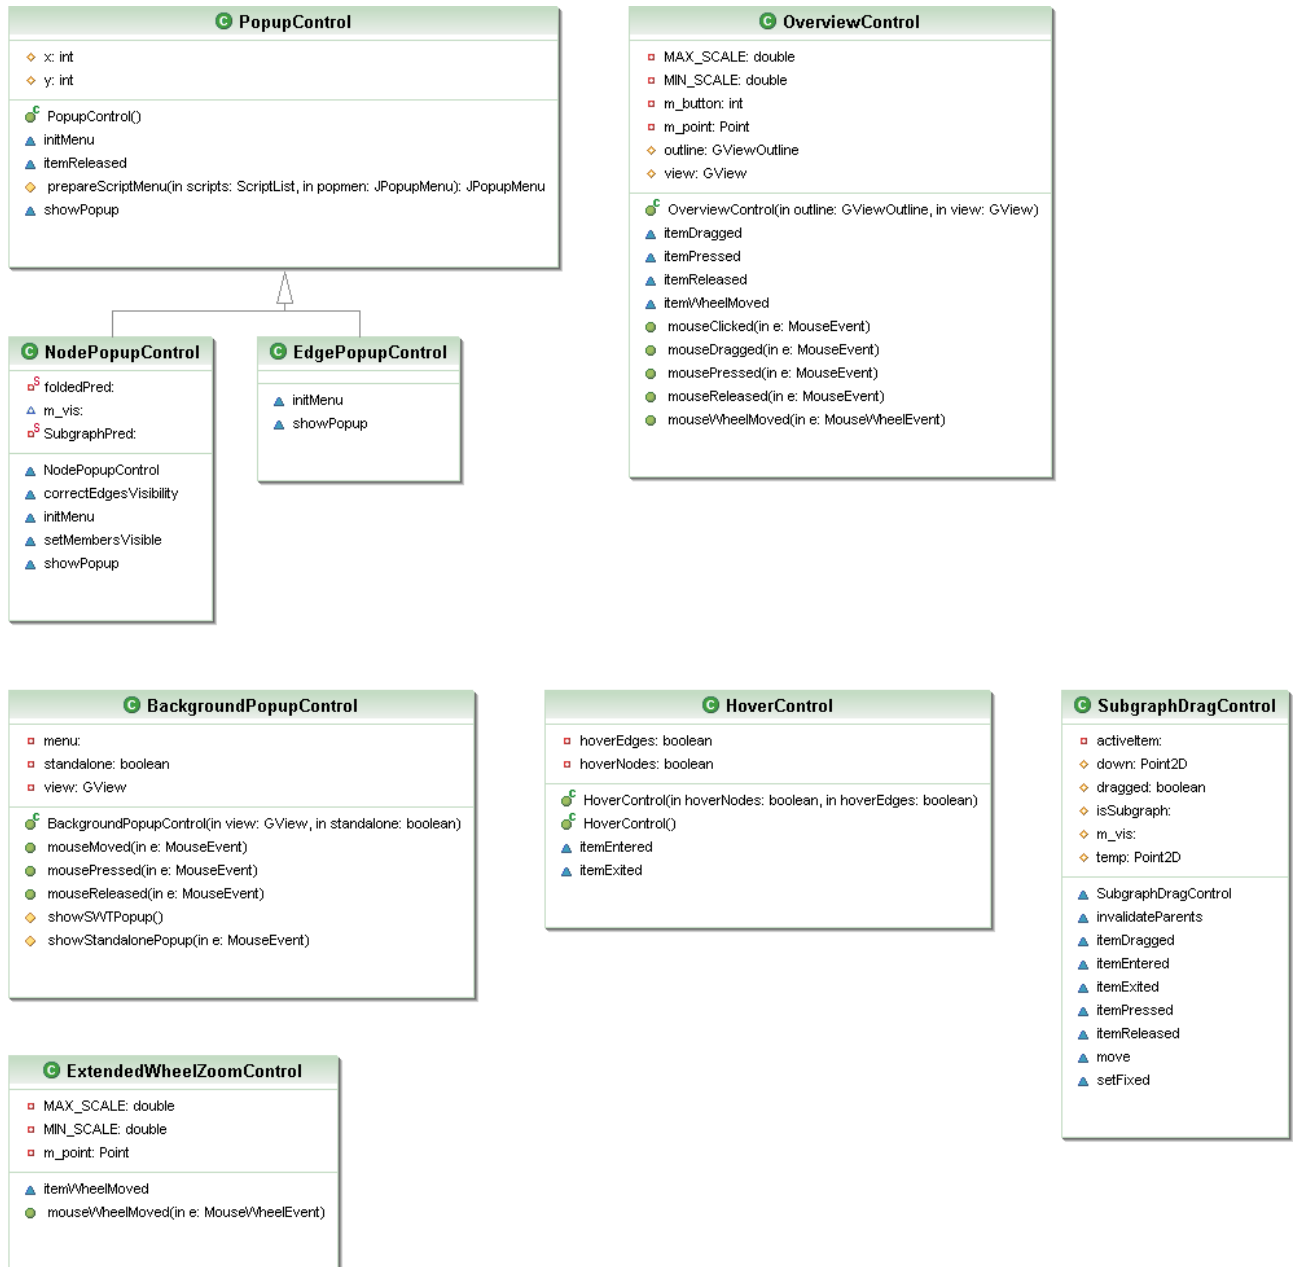 PopupControl
x: int
y: int
PopupControl()
initMenu
itemReleased
prepareScriptMenu(in scripts: ScriptList, in popmen: JPopupMenu): JPopupMenu
showPopup
OverviewControl
MAX_SCALE: double
MIN_SCALE: double
m_button: int
m_point: Point
outline: GViewOutline
view: GView
OverviewControl(in outline: GViewOutline, in view: GView)
itemDragged
itemPressed
itemReleased
itemWheelMoved
mouseClicked(in e: MouseEvent)
mouseDragged(in e: MouseEvent)
mousePressed(in e: MouseEvent)
mouseReleased(in e: MouseEvent)
mouseWheelMoved(in e: MouseWheelEvent)
NodePopupControl
foldedPred:
m_vis:
SubgraphPred:
NodePopupControl
correctEdgesVisibility
initMenu
setMembersVisible
showPopup
EdgePopupControl
initMenu
showPopup
BackgroundPopupControl
menu:
standalone: boolean
view: GView
BackgroundPopupControl(in view: GView, in standalone: boolean)
mouseMoved(in e: MouseEvent)
mousePressed(in e: MouseEvent)
mouseReleased(in e: MouseEvent)
showSWTPopup()
showStandalonePopup(in e: MouseEvent)
HoverControl
hoverEdges: boolean
hoverNodes: boolean
HoverControl(in hoverNodes: boolean, in hoverEdges: boolean)
HoverControl()
itemEntered
itemExited
SubgraphDragControl
activeItem:
down: Point2D
dragged: boolean
isSubgraph:
m_vis:
temp: Point2D
SubgraphDragControl
invalidateParents
itemDragged
itemEntered
itemExited
itemPressed
itemReleased
move
setFixed
ExtendedWheelZoomControl
MAX_SCALE: double
MIN_SCALE: double
m_point: Point
itemWheelMoved
mouseWheelMoved(in e: MouseWheelEvent)